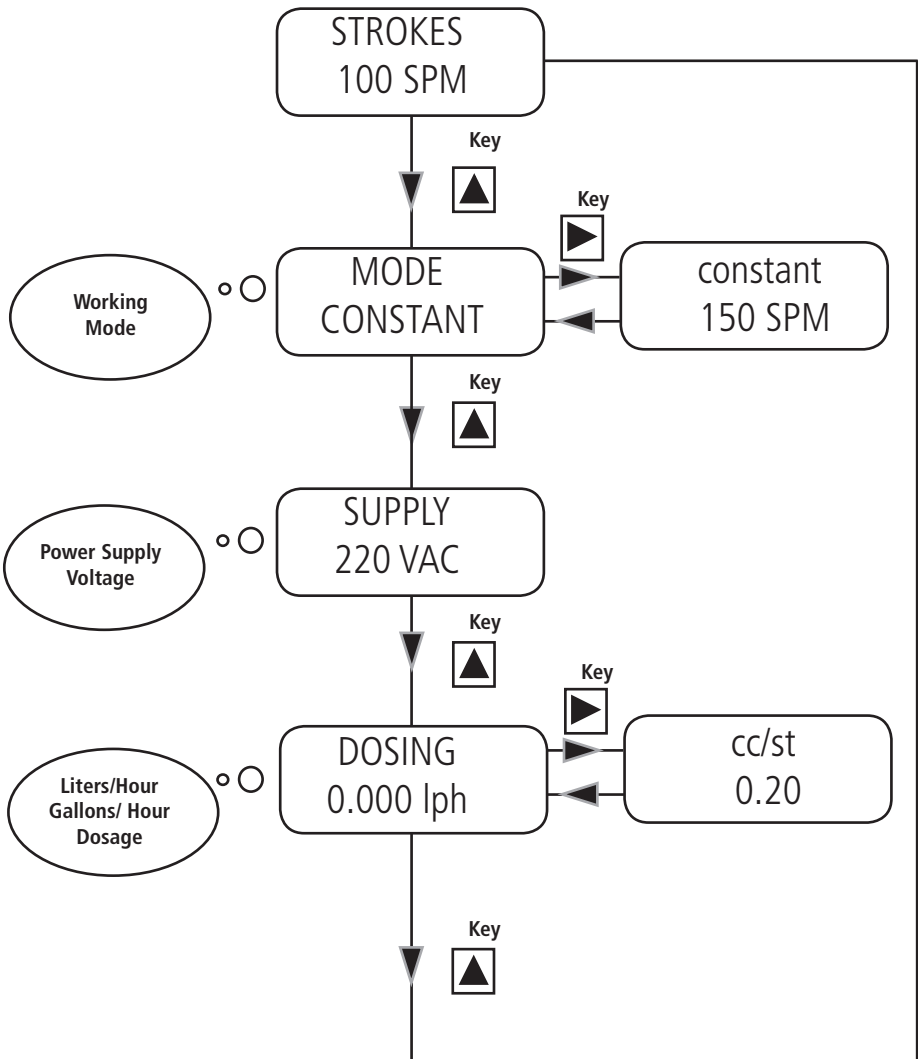 STROKES
100 SPM
Key
Key
Working
Mode
MODE
CONSTANT
constant
150 SPM
Key
Power Supply
Voltage
SUPPLY
220 VAC
Key
Key
Liters/Hour
Gallons/ Hour
Dosage
DOSING
0.000 lph
cc/st
0.20
Key